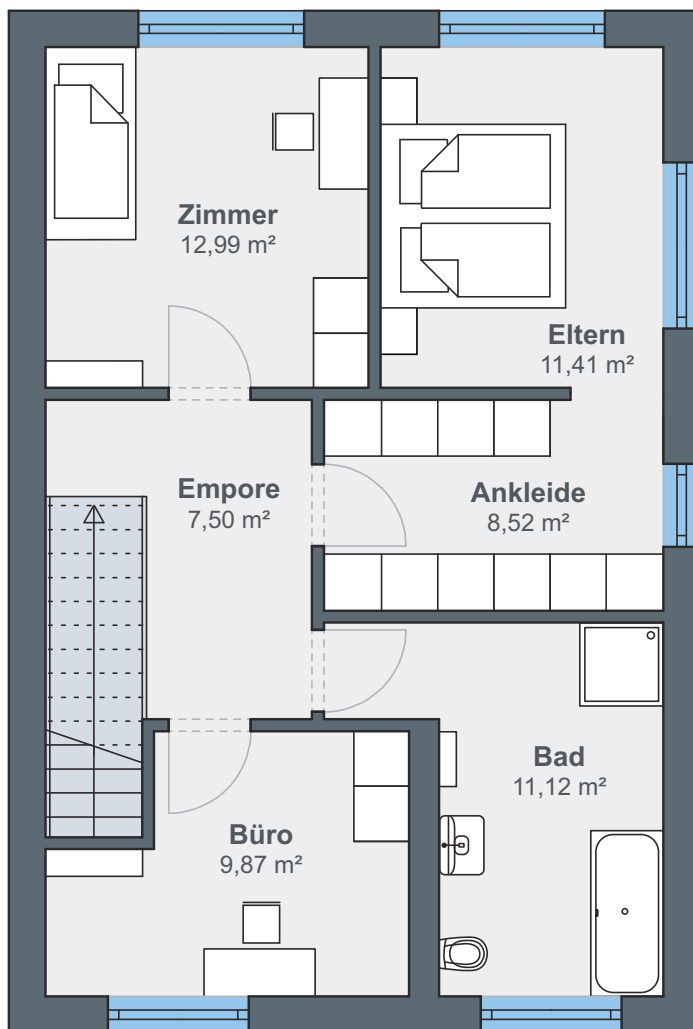 Zimmer
12,99 m²
Eltern
11,41 m²
Empore
7,50 m²
Ankleide
8,52 m²
Bad
11,12 m²
Büro
9,87 m²